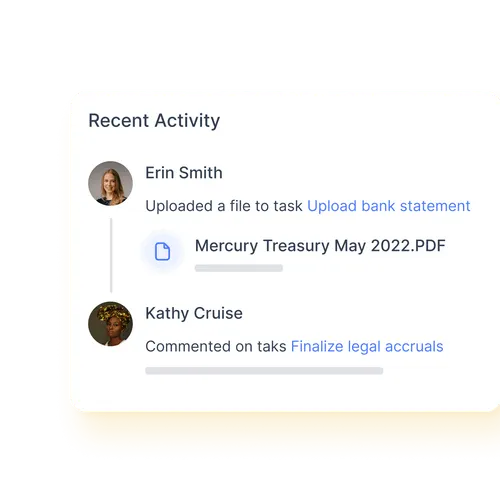 Recent Activity
Erin Smith
Uploaded a file to task Upload bank statement
Mercury Treasury May 2022.PDF
Kathy Cruise
Commented on taks Finalize legal accruals